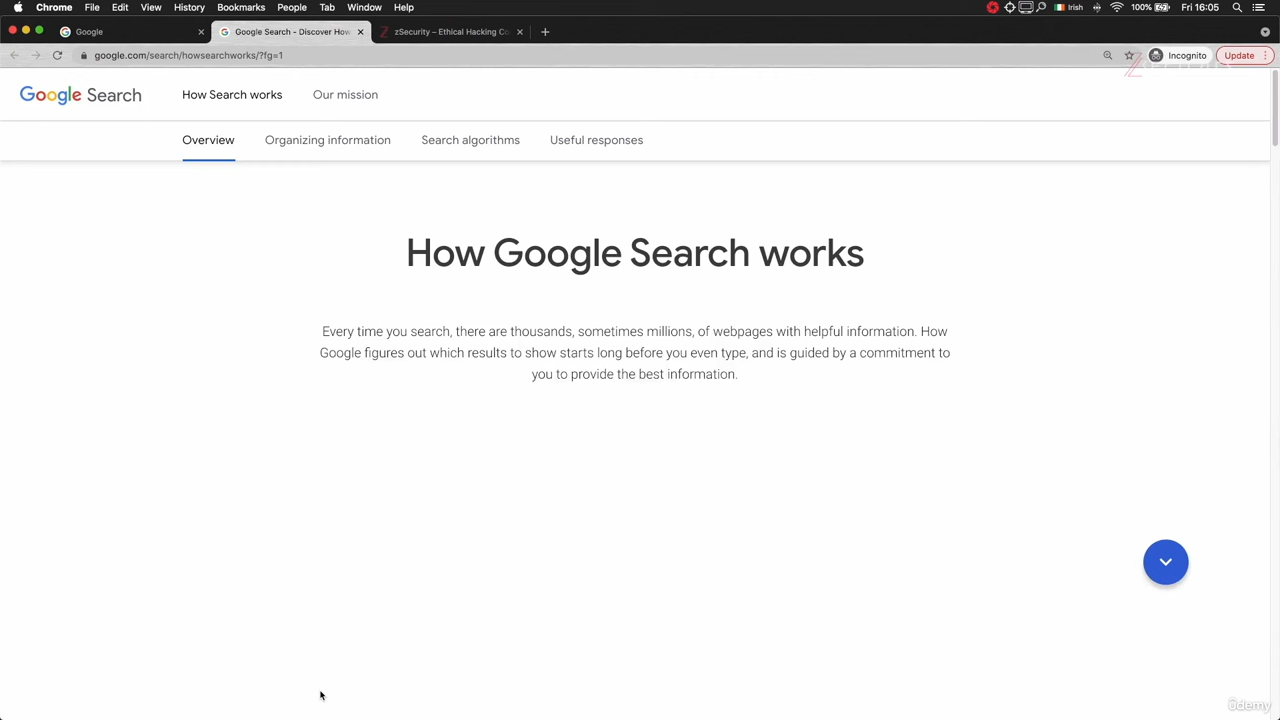 Chrome File Edit View History Bookmarks People Tab Window Help Irish 100% Fri 16:05
Google Google Search - Discover How zSecurity – Ethical Hacking Co
google.com/search/howsearchworks/?fg=1 Incognito Update
Google Search How Search works Our mission
Overview Organizing information Search algorithms Useful responses
How Google Search works
Every time you search, there are thousands, sometimes millions, of webpages with helpful information. How
Google figures out which results to show starts long before you even type, and is guided by a commitment to
you to provide the best information.
ûdemy